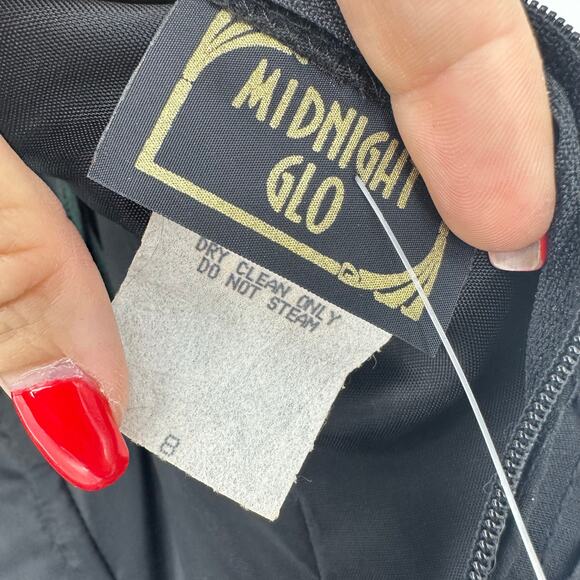 MIDNIGHT
GLO
DRY CLEAN ONLY
DO NOT STEAM
8